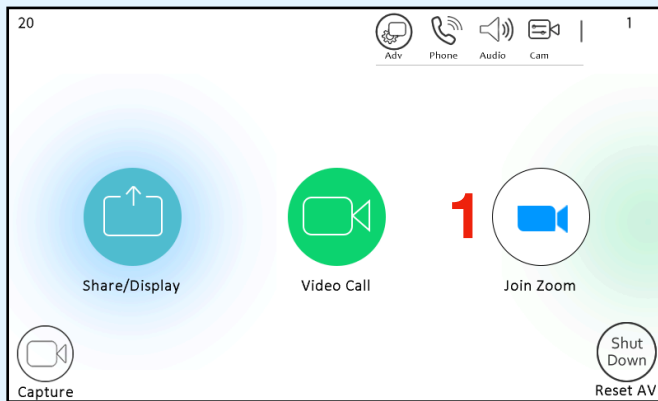 20
1
Adv Phone Audio Cam
1
Share/Display Video Call Join Zoom
Shut
Down
Capture
Reset AV